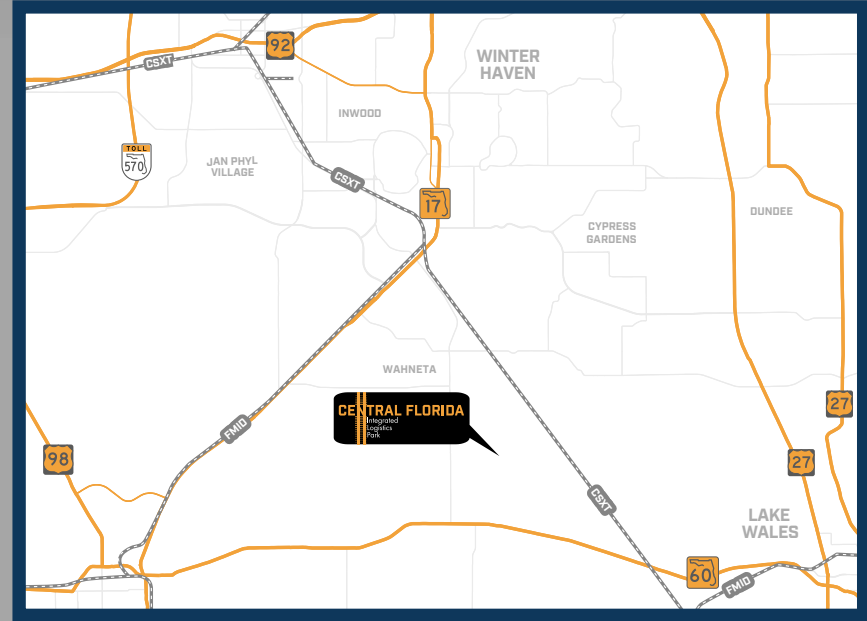 92
WINTER
HAVEN
CSXT
INWOOD
TOLL
570
JAN PHYL
VILLAGE
CSXT
17
DUNDEE
CYPRESS
GARDENS
WAHNETA
CENTRAL FLORIDA
Integrated
Logistics
Park
27
FMID
98
27
CSXT
LAKE
WALES
60
FMID